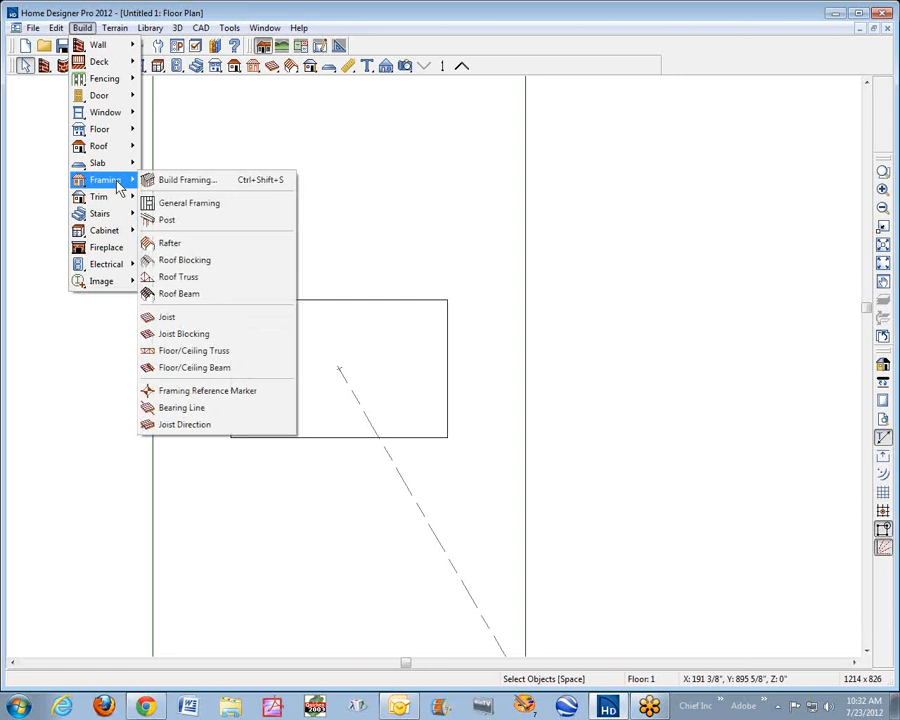 Home Designer Pro 2012 - [Untitled 1: Floor Plan]
File Edit Build Terrain Library 3D CAD Tools Window Help
Wall
Deck
Fencing
Door
Window
Floor
Roof
Slab
Framing
Trim
Stairs
Cabinet
Fireplace
Electrical
Image
Build Framing... Ctrl+Shift+S
General Framing
Post
Rafter
Roof Blocking
Roof Truss
Roof Beam
Joist
Joist Blocking
Floor/Ceiling Truss
Floor/Ceiling Beam
Framing Reference Marker
Bearing Line
Joist Direction
1
Select Objects [Space] Floor: 1 X: 191 3/8", Y: 895 5/8", Z: 0" 1214 x 826
Chief Inc Adobe
10:32 AM
7/23/2012